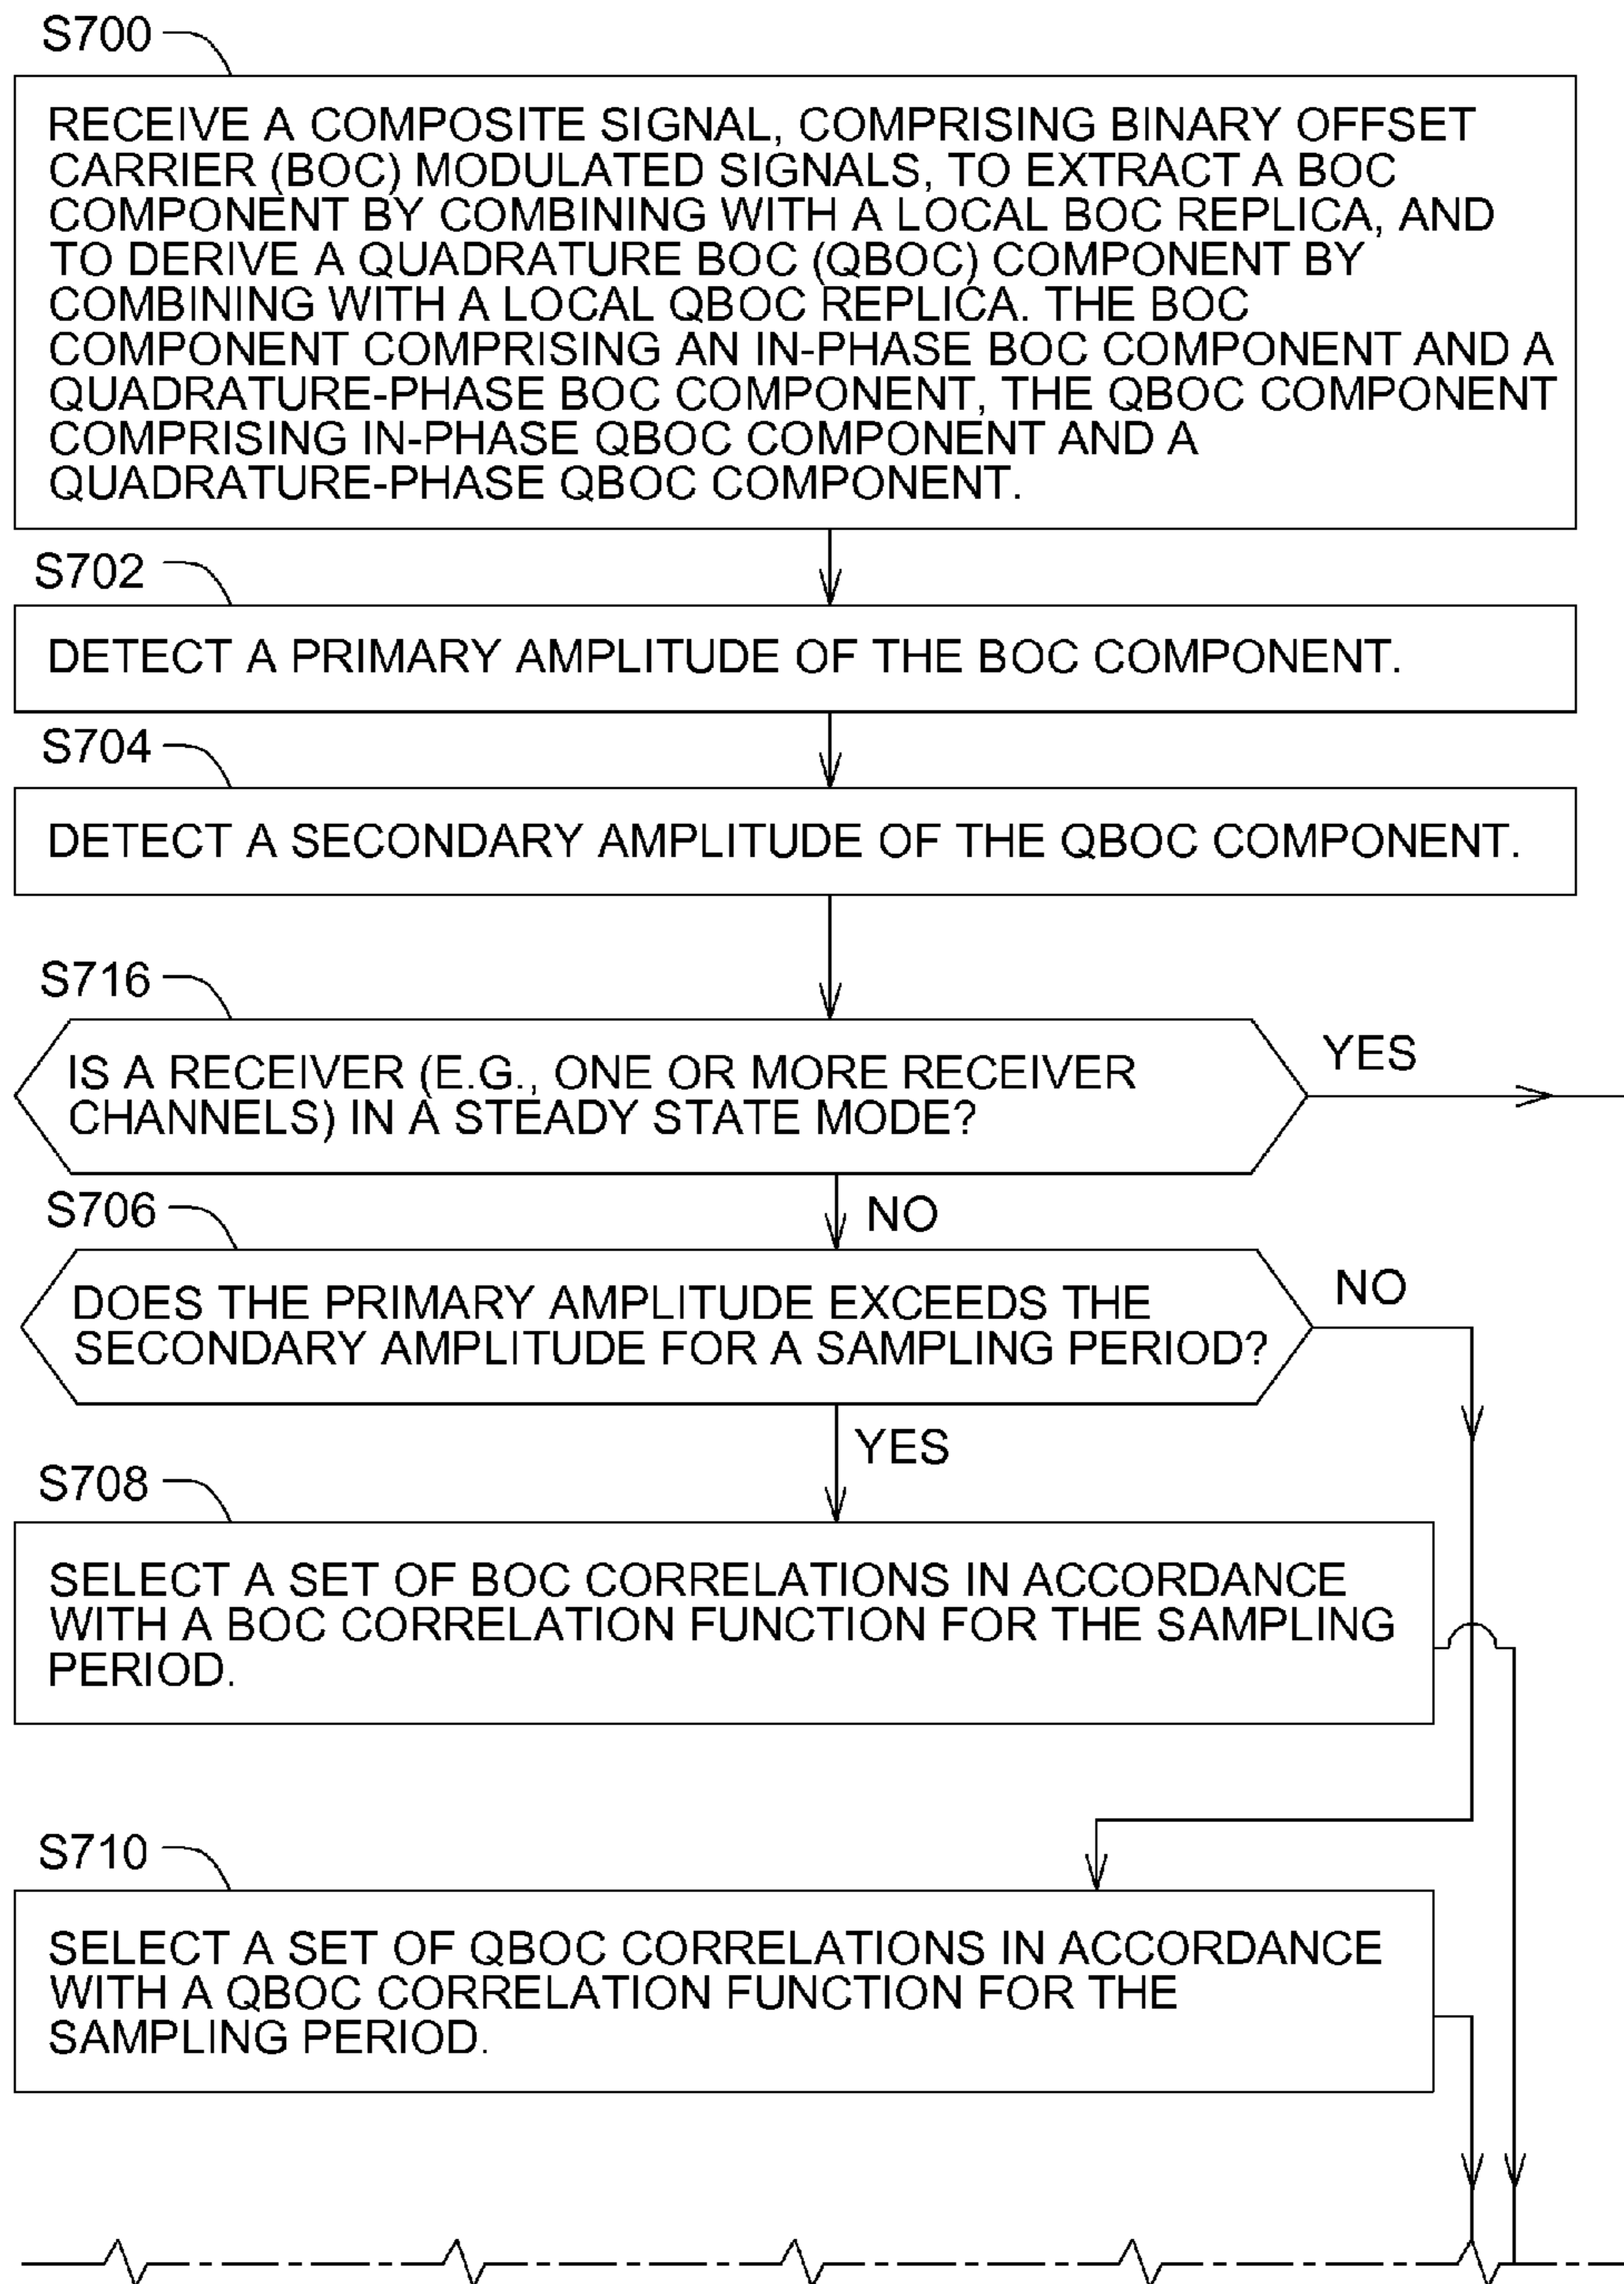 S700
RECEIVE A COMPOSITE SIGNAL, COMPRISING BINARY OFFSET
CARRIER (BOC) MODULATED SIGNALS, TO EXTRACT A BOC
COMPONENT BY COMBINING WITH A LOCAL BOC REPLICA, AND
TO DERIVE A QUADRATURE BOC (QBOC) COMPONENT BY
COMBINING WITH A LOCAL QBOC REPLICA. THE BOC
COMPONENT COMPRISING AN IN-PHASE BOC COMPONENT AND A
QUADRATURE-PHASE BOC COMPONENT, THE QBOC COMPONENT
COMPRISING IN-PHASE QBOC COMPONENT AND A
QUADRATURE-PHASE QBOC COMPONENT.
S702
DETECT A PRIMARY AMPLITUDE OF THE BOC COMPONENT.
S704
DETECT A SECONDARY AMPLITUDE OF THE QBOC COMPONENT.
S716
IS A RECEIVER (E.G., ONE OR MORE RECEIVER
CHANNELS) IN A STEADY STATE MODE?
YES
NO
S706
DOES THE PRIMARY AMPLITUDE EXCEEDS THE
SECONDARY AMPLITUDE FOR A SAMPLING PERIOD?
NO
YES
S708
SELECT A SET OF BOC CORRELATIONS IN ACCORDANCE
WITH A BOC CORRELATION FUNCTION FOR THE SAMPLING
PERIOD.
S710
SELECT A SET OF QBOC CORRELATIONS IN ACCORDANCE
WITH A QBOC CORRELATION FUNCTION FOR THE
SAMPLING PERIOD.